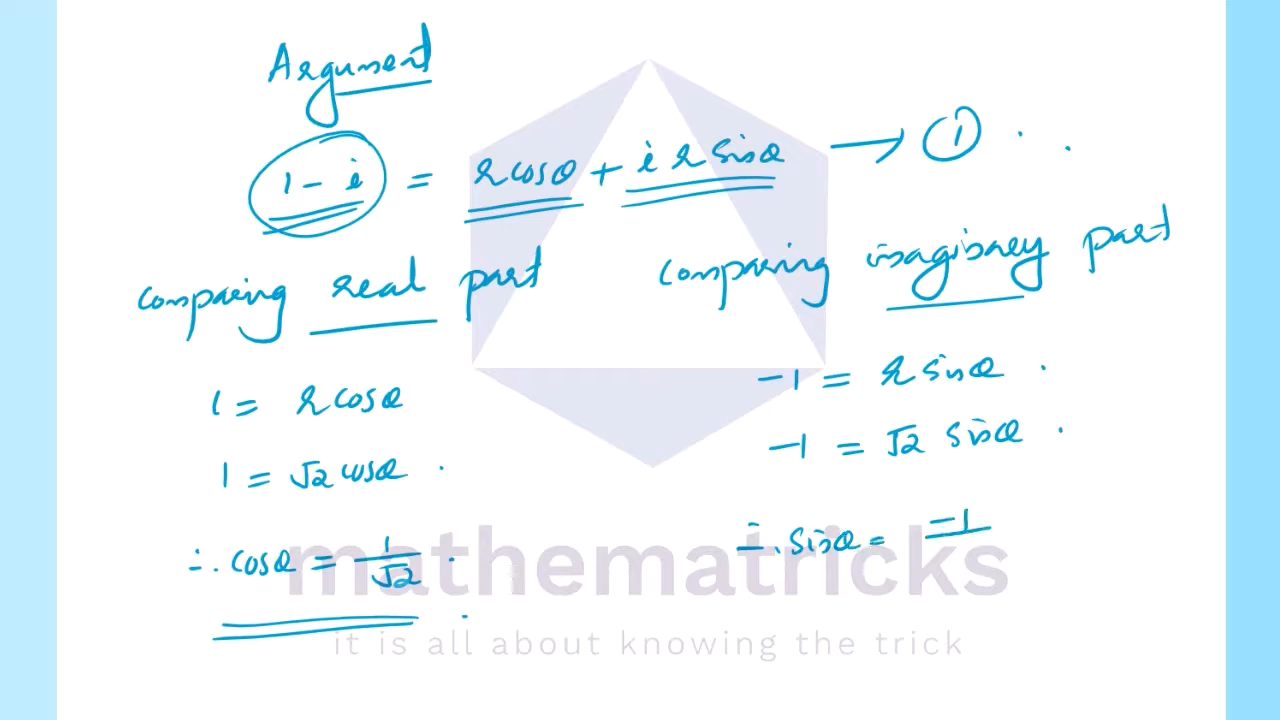 Argument
1 - i = r cosθ + i r sinθ → ①
comparing real part
comparing imaginary part
1 = r cosθ
-1 = r sinθ
1 = √2 cosθ
-1 = √2 sinθ
∴ cosθ = 1/√2
∴ sinθ = -1
mathematricks
it is all about knowing the trick